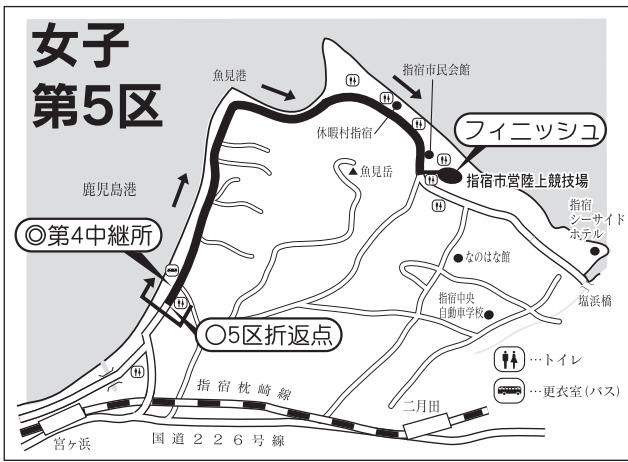 女子
第5区
魚見港
指宿市民会館
休暇村指宿
フィニッシュ
▲魚見岳
指宿市営陸上競技場
鹿児島港
指宿
シーサイド
ホテル
◎第4中継所
●なのはな館
塩浜橋
指宿中央
自動車学校●
○5区折返点
…トイレ
…更衣室(バス)
指宿枕崎線
二月田
宮ヶ浜
国道226号線